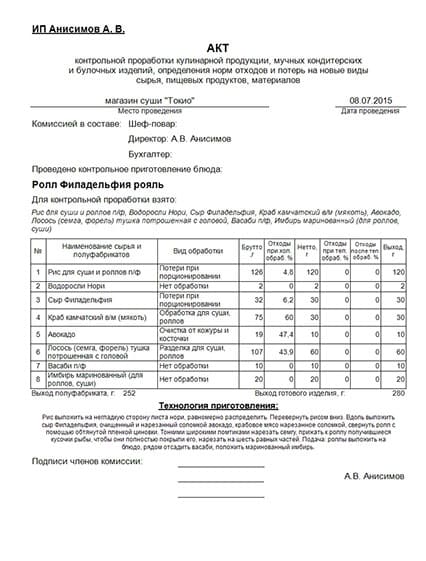 ИП Анисимов А. В.
АКТ
контрольной проработки кулинарной продукции, мучных кондитерских
и булочных изделий, определения норм отходов и потерь на новые виды
сырья, пищевых продуктов, материалов
магазин суши "Токио" 08.07.2015
Место проведения Дата проведения
Комиссией в составе: Шеф-повар:
Директор: А.В. Анисимов
Бухгалтер:
Проведено контрольное приготовление блюда:
Ролл Филадельфия рояль
Для контрольной проработки взято:
Рис для суши и роллов п/ф, Водоросли Нори, Сыр Филадельфия, Краб камчатский в/м (мякоть), Авокадо,
Лосось (семга, форель) тушка потрошенная с головой, Васаби п/ф, Имбирь маринованный (для роллов,
суши)
№ Наименование сырья и полуфабрикатов Вид обработки Брутто г Отходы при хол. обраб. % Нетто, г Отходы при теп. обраб. % Отходы после теп. обраб. % Выход, г
1 Рис для суши и роллов п/ф Потери при порционировании 126 4,8 120 0 0 120
2 Водоросли Нори Нет обработки 2 0 2 0 0 2
3 Сыр Филадельфия Потери при порционировании 32 6,2 30 0 0 30
4 Краб камчатский в/м (мякоть) Обработка для суши, роллов 75 60 30 0 0 30
5 Авокадо Очистка от кожуры и косточки 19 47,4 10 0 0 10
6 Лосось (семга, форель) тушка потрошенная с головой Разделка для суши, роллов 107 43,9 60 0 0 60
7 Васаби п/ф Нет обработки 10 0 10 0 0 10
8 Имбирь маринованный (для роллов, суши) Нет обработки 20 0 20 0 0 20
Выход полуфабриката, г: 252 Выход готового изделия, г: 280
Технология приготовления:
Рис выложить на негладкую сторону листа нори, равномерно распределить. Перевернуть рисом вниз. Вдоль выложить
сыр Филадельфия, очищенный и нарезанный соломкой авокадо, крабовое мясо нарезанное соломкой, свернуть ролл с
помощью обтянутой пленкой циновки. Тонкими широкими ломтиками нарезать семгу, прижать к роллу получившиеся
кусочки рыбы, чтобы они полностью покрыли его, нарезать на шесть равных частей. Подача: роллы выложить на
блюдо, рядом отсадить васаби, положить маринованный имбирь.
Подписи членов комиссии:
А.В. Анисимов